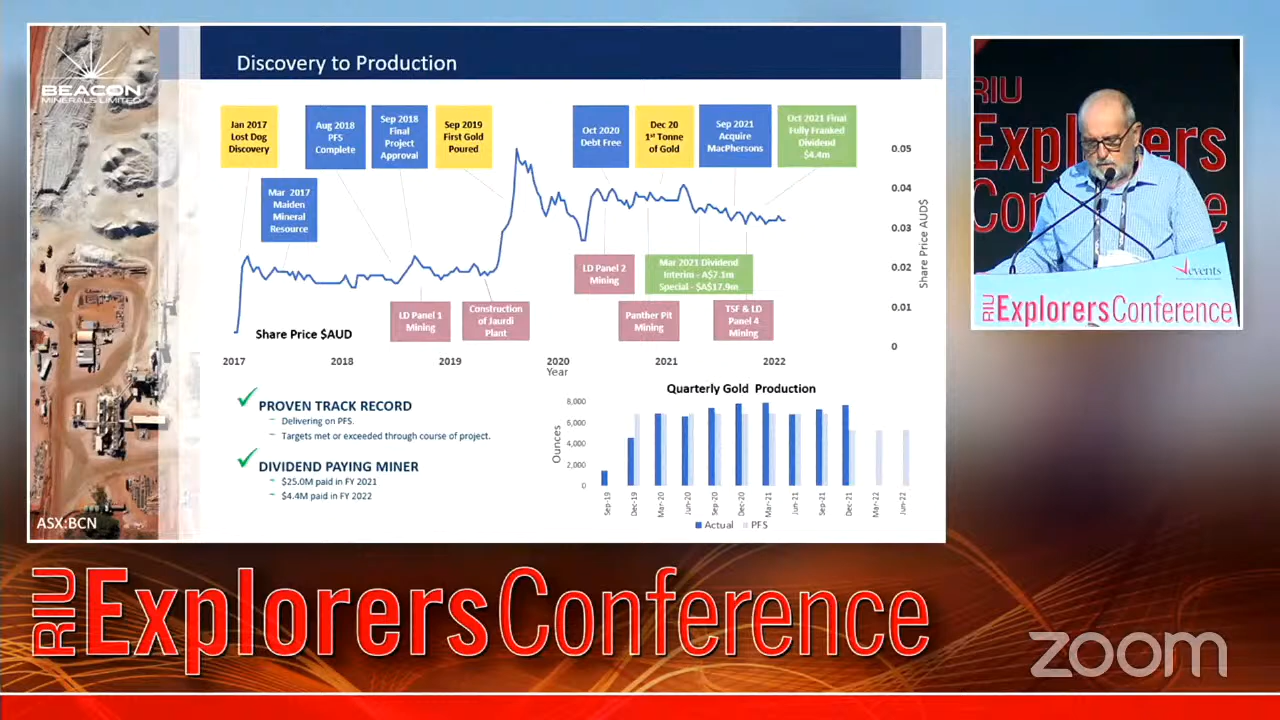 BEACON
MINERALS LIMITED
Discovery to Production
Jan 2017
Lost Dog
Discovery
Aug 2018
PFS
Complete
Sep 2018
Final
Project
Approval
Sep 2019
First Gold
Poured
Oct 2020
Debt Free
Dec 20
1st Tonne
of Gold
Sep 2021
Acquire
MacPhersons
Oct 2021 Final
Fully Franked
Dividend
$4.4m
Mar 2017
Maiden
Mineral
Resource
LD Panel 1
Mining
Construction
of Jaurdi
Plant
LD Panel 2
Mining
Mar 2021 Dividend
Interim - A$7.1m
Special - $A$17.9m
Panther Pit
Mining
TSF & LD
Panel 4
Mining
0.05
0.04
0.03
0.02
0.01
0
Share Price AUD$
Share Price $AUD
2017
2018
2019
2020
2021
2022
Year
PROVEN TRACK RECORD
Delivering on PFS.
Targets met or exceeded through course of project.
DIVIDEND PAYING MINER
$25.0M paid in FY 2021
$4.4M paid in FY 2022
Quarterly Gold Production
8,000
6,000
4,000
2,000
0
Ounces
Sep-19
Dec-19
Mar-20
Jun-20
Sep-20
Dec-20
Mar-21
Jun-21
Sep-21
Dec-21
Mar-22
Jun-22
Actual
PFS
ASX:BCN
RIU
Explorers
Conference
events
RIU ExplorersConference
RIU ExplorersConference
zoom